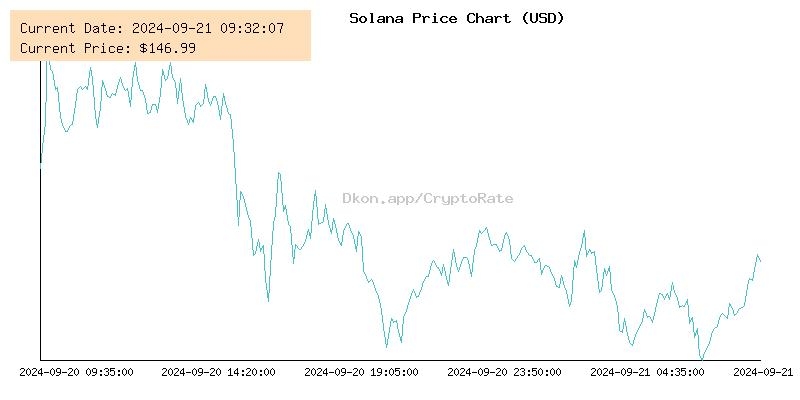 Solana Price Chart (USD)
Current Date: 2024-09-21 09:32:07
Current Price: $146.99
Dkon.app/CryptoRate
2024-09-20 09:35:00 2024-09-20 14:20:00 2024-09-20 19:05:00 2024-09-20 23:50:00 2024-09-21 04:35:00 2024-09-21